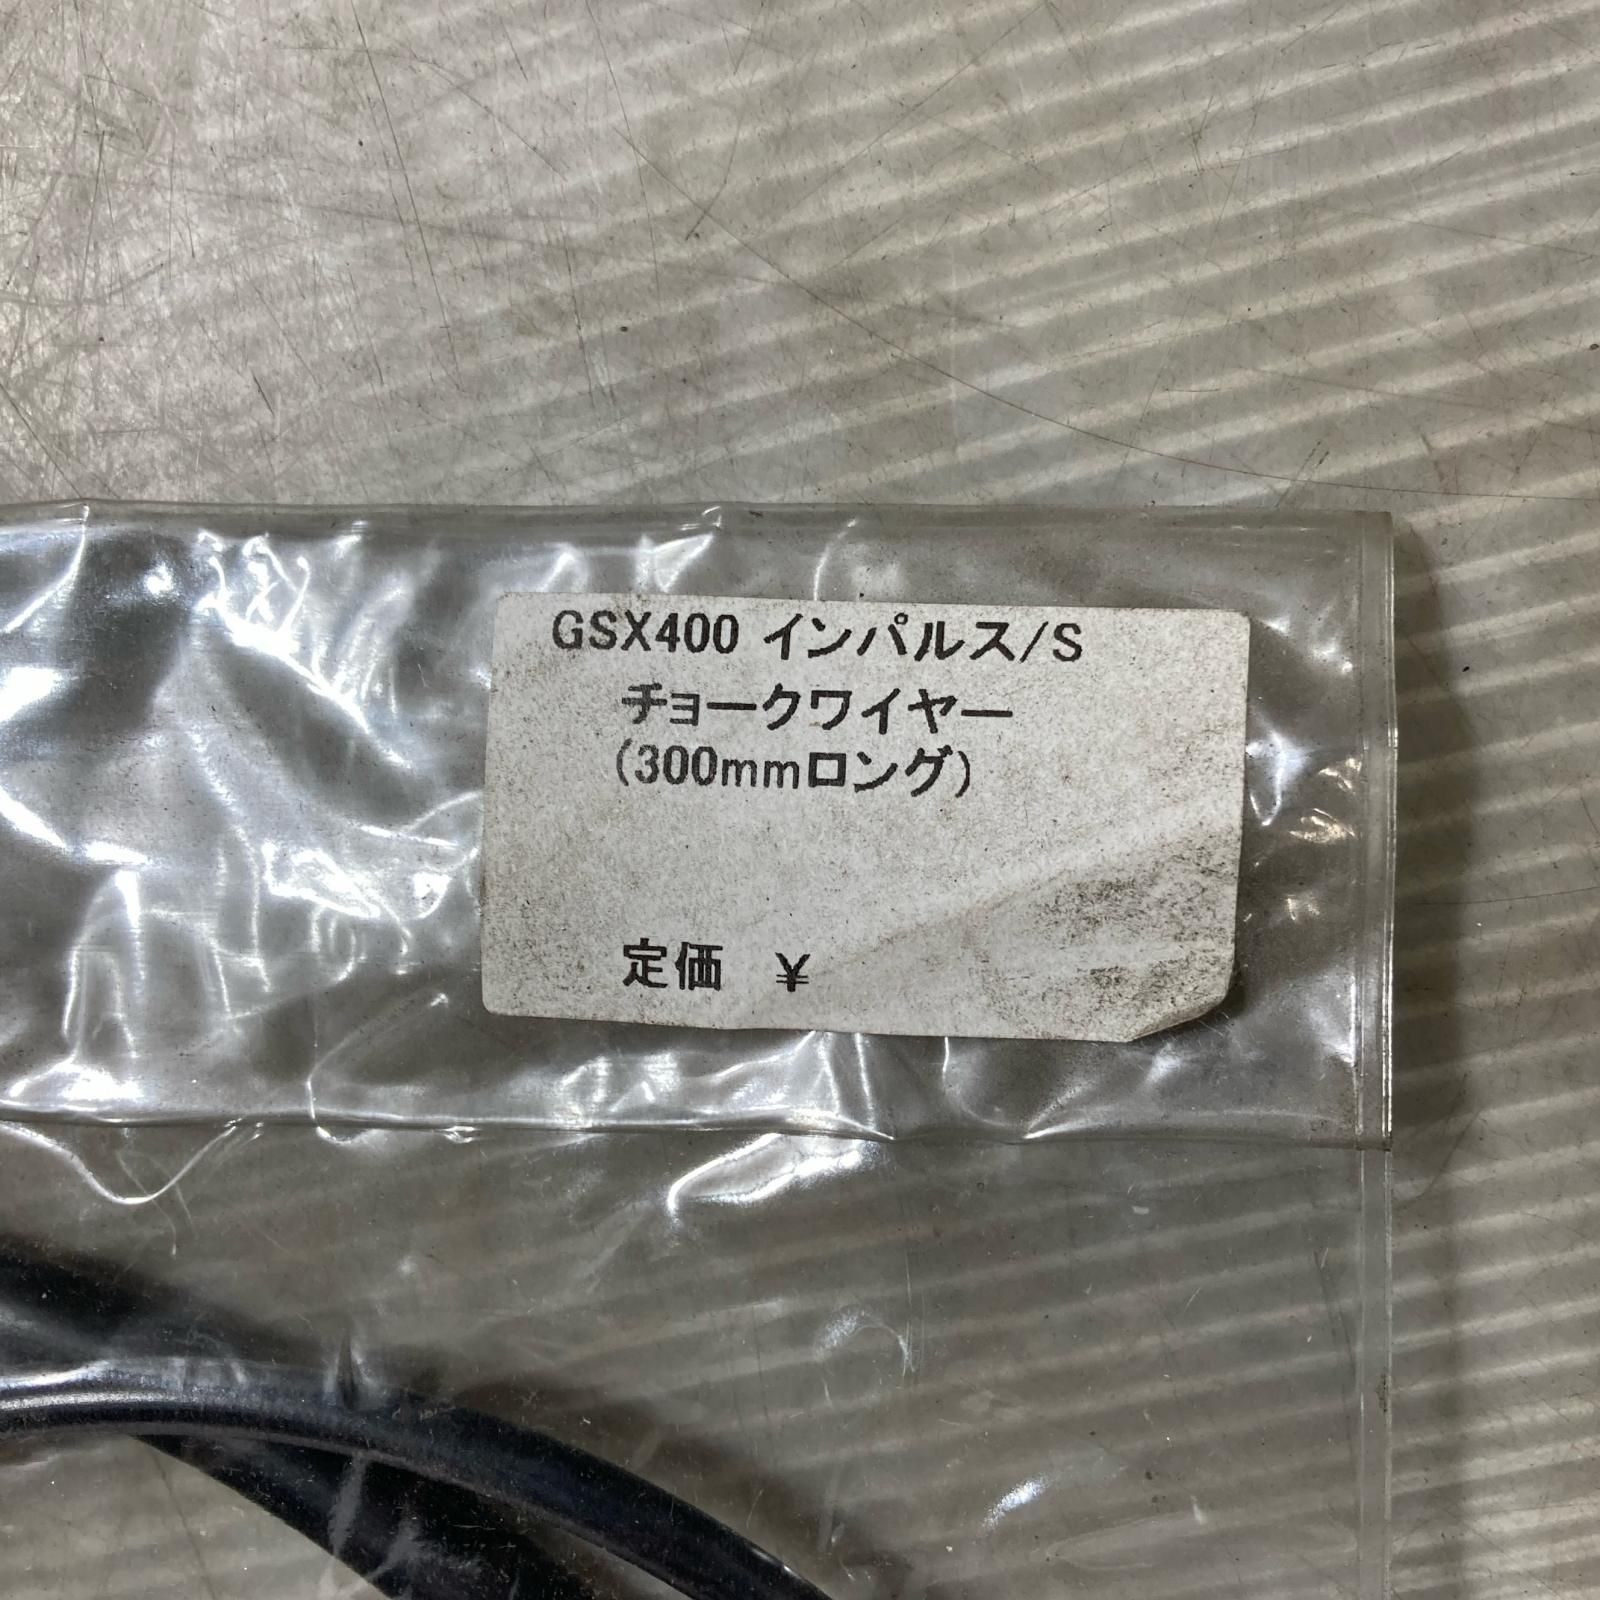 GSX400 インパルス/S
チョークワイヤー
(300mmロング)
定価 ¥